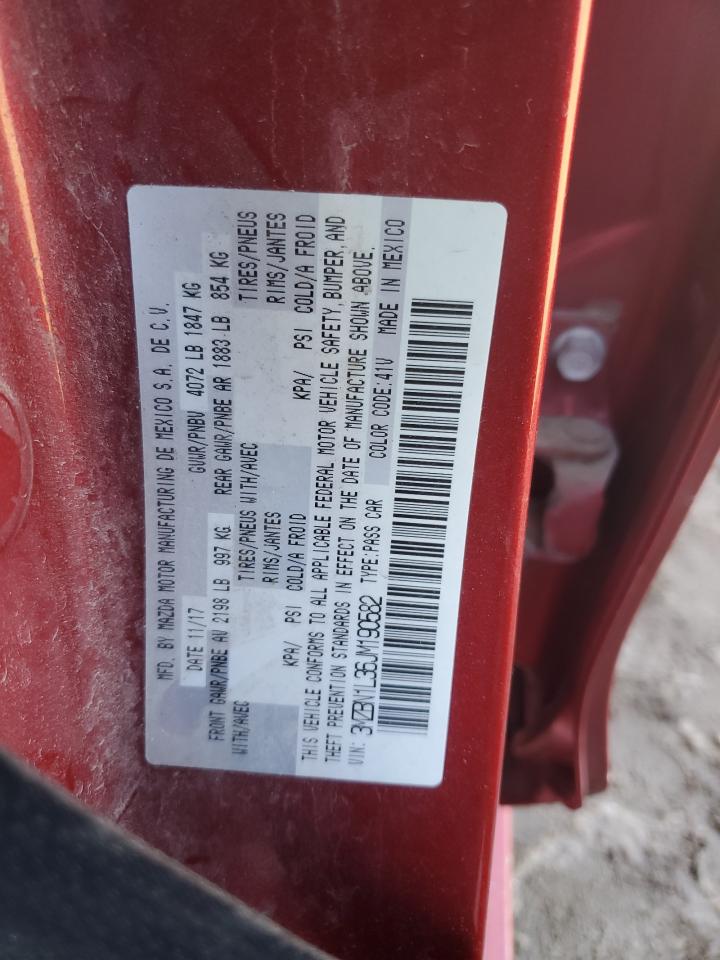 MFD. BY MAZDA MOTOR MANUFACTURING DE MEXICO S.A. DE C.V.
DATE 11/17 GVWR/PNBV 4072 LB 1847 KG
FRONT GAWR/PNBE AV 2198 LB 997 KG REAR GAWR/PNBE AR 1883 LB 854 KG
WITH/AVEC TIRES/PNEUS WITH/AVEC TIRES/PNEUS
RIMS/JANTES RIMS/JANTES
KPA/ PSI COLD/A FROID KPA/ PSI COLD/A FROID
THIS VEHICLE CONFORMS TO ALL APPLICABLE FEDERAL MOTOR VEHICLE SAFETY, BUMPER, AND
THEFT PREVENTION STANDARDS IN EFFECT ON THE DATE OF MANUFACTURE SHOWN ABOVE.
VIN: 3MZBN1L36JM190582 TYPE:PASS CAR COLOR CODE:41V MADE IN MEXICO